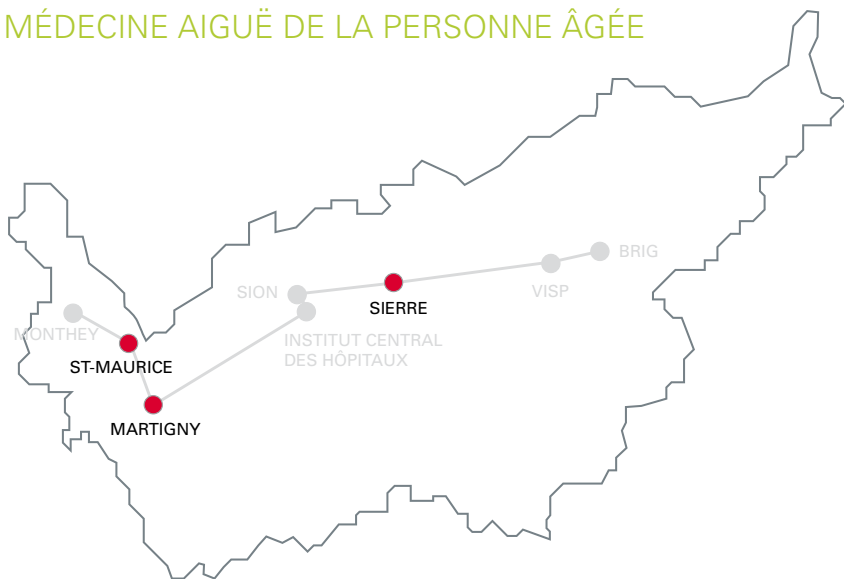 MÉDECINE AIGUË DE LA PERSONNE ÂGÉE
BRIG
VISP
SION
SIERRE
MONTHEY
INSTITUT CENTRAL
DES HÔPITAUX
ST-MAURICE
MARTIGNY